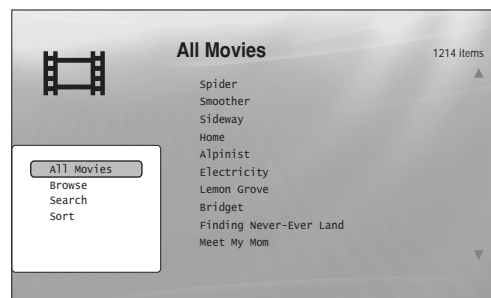 All Movies
1214 items
Spider
Smoother
Sideway
Home
Alpinist
Electricity
Lemon Grove
Bridget
Finding Never-Ever Land
Meet My Mom
All Movies
Browse
Search
Sort